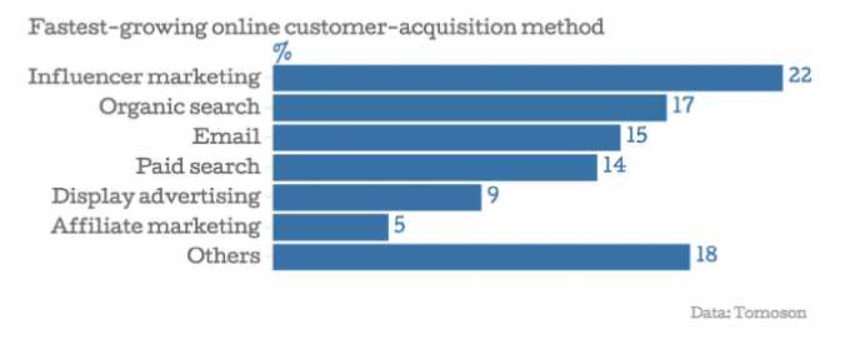 Fastest-growing online customer-acquisition method
%
Influencer marketing 22
Organic search 17
Email 15
Paid search 14
Display advertising 9
Affiliate marketing 5
Others 18
Data: Tomoson